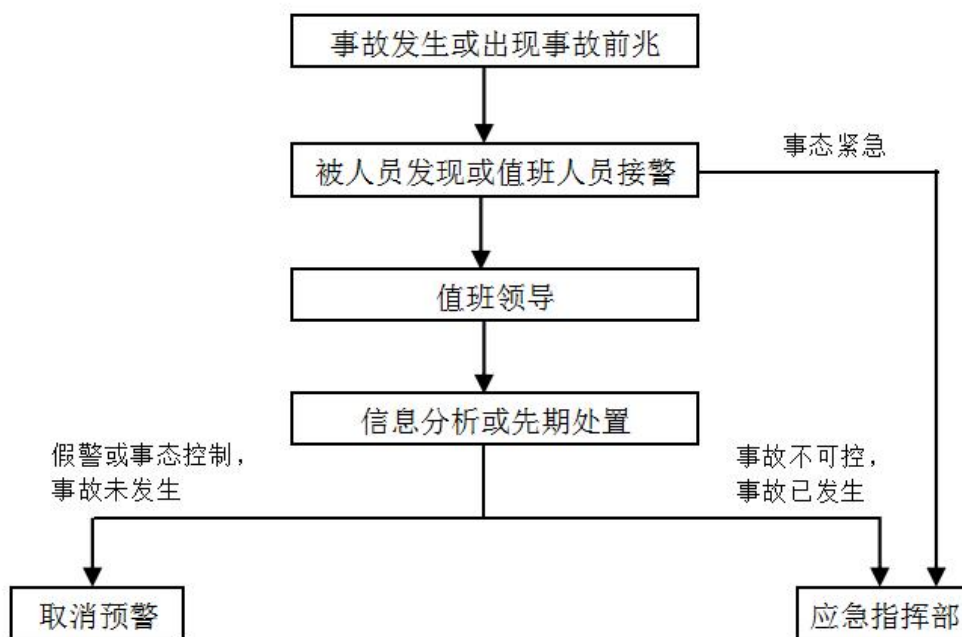 事故发生或出现事故前兆
被人员发现或值班人员接警
事态紧急
值班领导
信息分析或先期处置
假警或事态控制，
事故未发生
事故不可控，
事故已发生
取消预警
应急指挥部